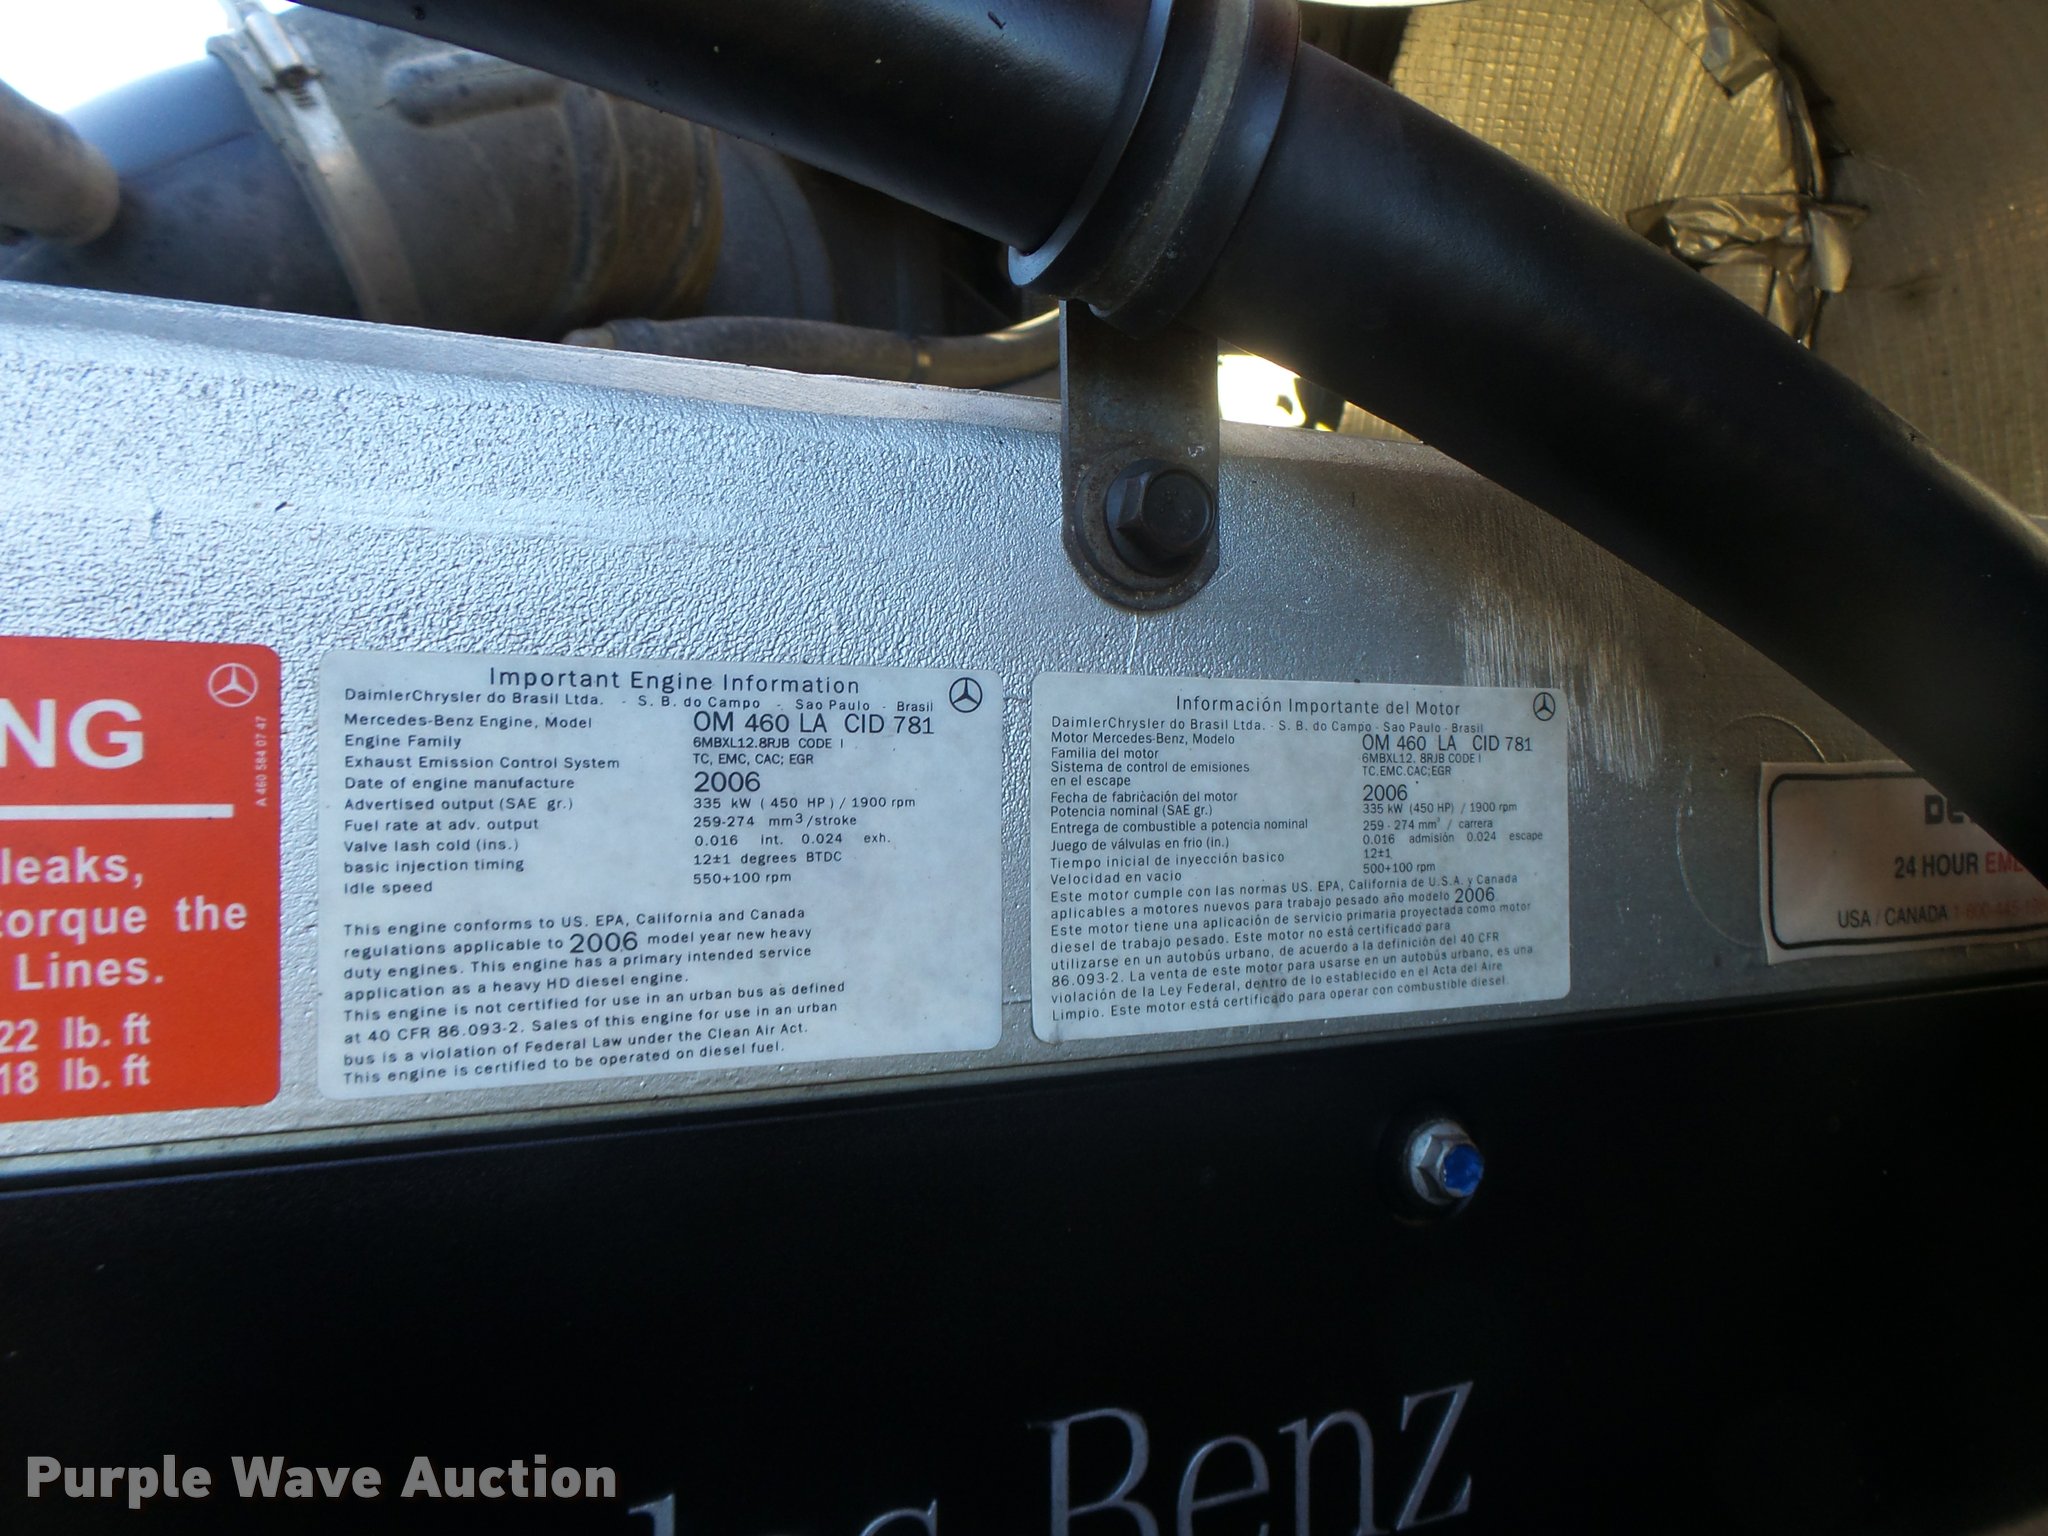 NG
leaks,
torque the
Lines.
22 lb. ft
18 lb. ft
A 460 584 07 47
Important Engine Information
DaimlerChrysler do Brasil Ltda. - S. B. do Campo - Sao Paulo - Brasil
Mercedes-Benz Engine, Model OM 460 LA CID 781
Engine Family 6MBXL12.8RJB CODE I
Exhaust Emission Control System TC, EMC, CAC; EGR
Date of engine manufacture 2006
Advertised output (SAE gr.) 335 kW (450 HP) / 1900 rpm
Fuel rate at adv. output 259-274 mm3/stroke
Valve lash cold (ins.) 0.016 int. 0.024 exh.
basic injection timing 12±1 degrees BTDC
Idle speed 550+100 rpm
This engine conforms to US. EPA, California and Canada
regulations applicable to 2006 model year new heavy
duty engines. This engine has a primary intended service
application as a heavy HD diesel engine.
This engine is not certified for use in an urban bus as defined
at 40 CFR 86.093-2. Sales of this engine for use in an urban
bus is a violation of Federal Law under the Clean Air Act.
This engine is certified to be operated on diesel fuel.
Información Importante del Motor
DaimlerChrysler do Brasil Ltda. - S. B. do Campo - Sao Paulo - Brasil
Motor Mercedes-Benz, Modelo OM 460 LA CID 781
Familia del motor 6MBXL12. 8RJB CODE I
Sistema de control de emisiones TC.EMC.CAC;EGR
en el escape
Fecha de fabricación del motor 2006
Potencia nominal (SAE gr.) 335 kW (450 HP) / 1900 rpm
Entrega de combustible a potencia nominal 259-274 mm3 / carrera
Juego de válvulas en frio (in.) 0.016 admisión 0.024 escape
Tiempo inicial de inyección basico 12±1
Velocidad en vacio 500+100 rpm
Este motor cumple con las normas US. EPA, California de U.S.A. y Canada
aplicables a motores nuevos para trabajo pesado año modelo 2006
Este motor tiene una aplicación de servicio primaria proyectada como motor
diesel de trabajo pesado. Este motor no está certificado para
utilizarse en un autobús urbano, de acuerdo a la definición del 40 CFR
86.093-2. La venta de este motor para usarse en un autobús urbano, es una
violación de la Ley Federal, dentro de lo establecido en el Acta del Aire
Limpio. Este motor está certificado para operar con combustible diesel.
24 HOUR EME
USA / CANADA 1-800-445-19
Benz
Purple Wave Auction